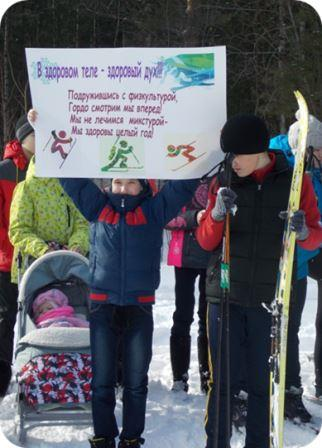 В здоровом теле - здоровый дух!!!
Подружившись с физкультурой,
Гордо смотрим мы вперед!
Мы не лечимся микстурой-
Мы здоровы целый год!